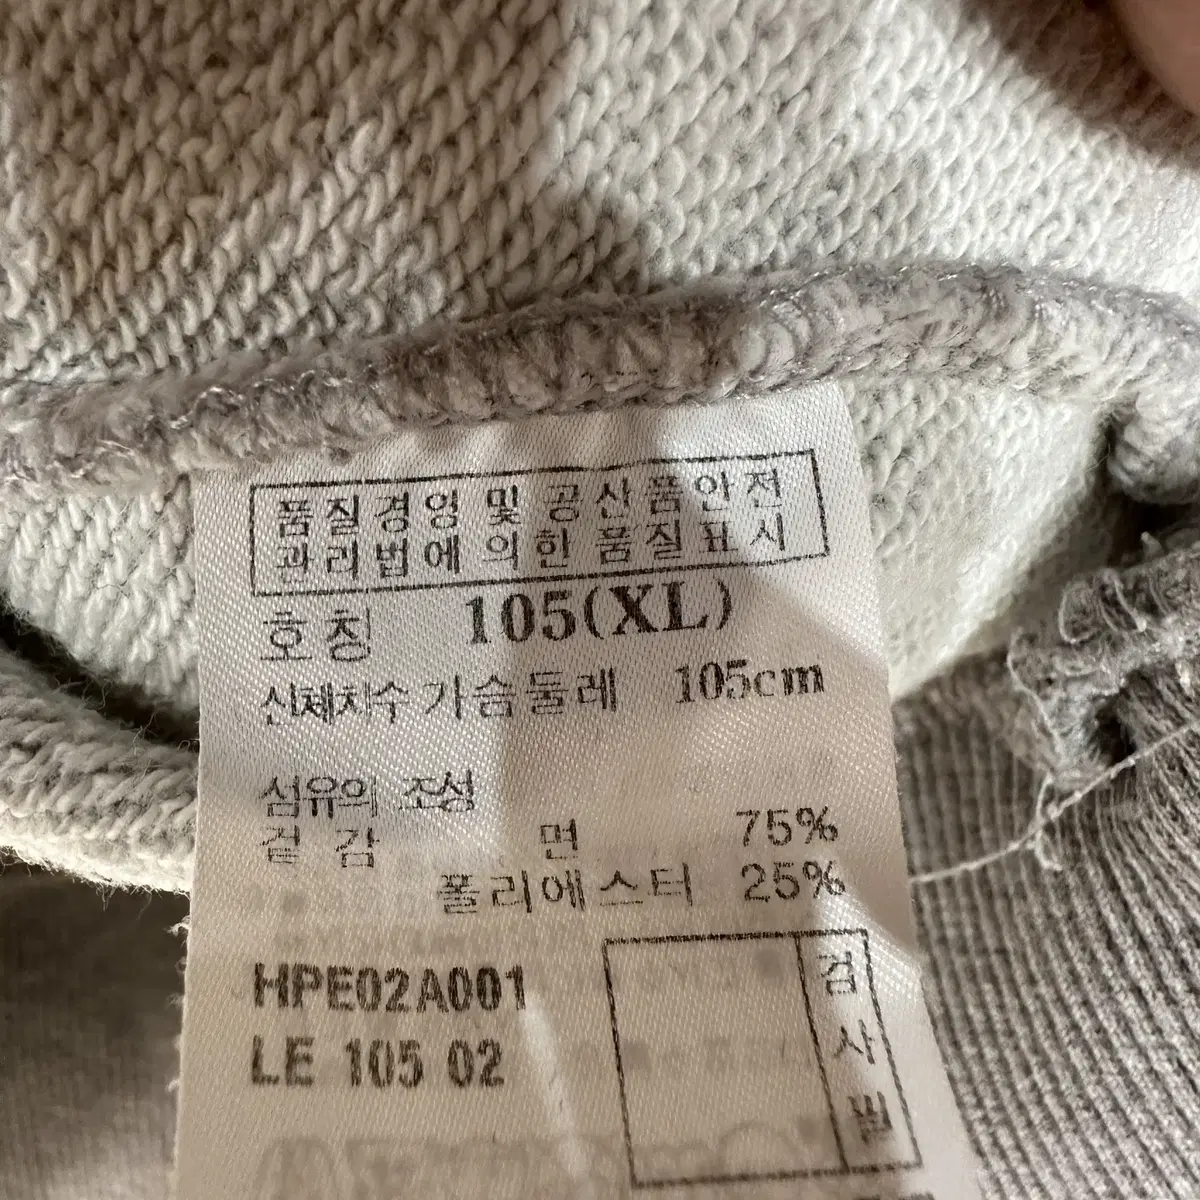 품질경영 및 공산품안전
관리법에 의한 품질표시
호칭 105(XL)
신체치수 가슴둘레 105cm
섬유의 조성
겉감 면 75%
폴리에스터 25%
HPE02A001
LE 105 02
검사필